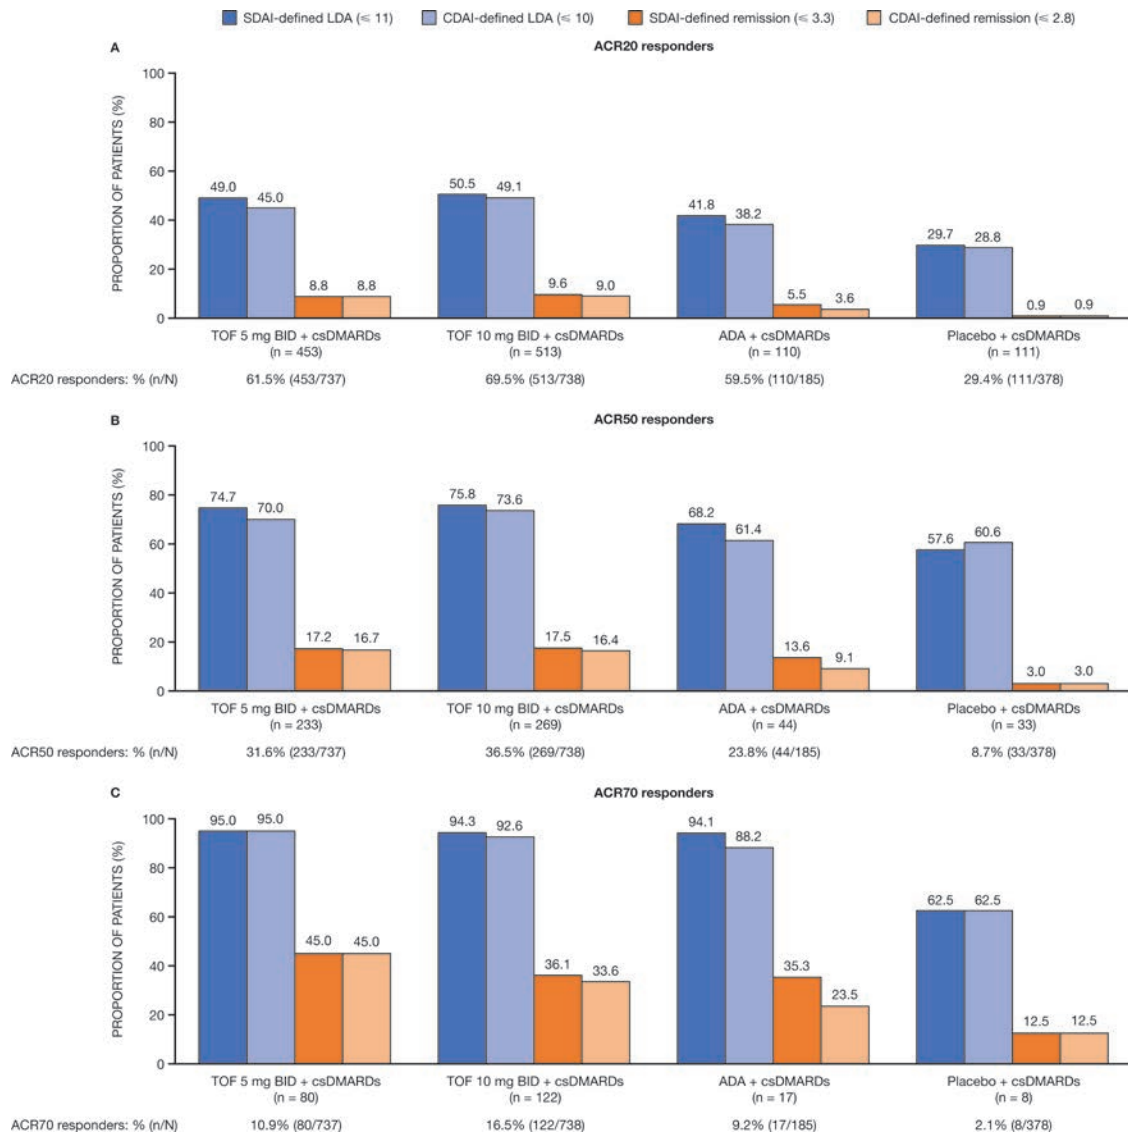 SDAI-defined LDA (≤ 11) CDAI-defined LDA (≤ 10) SDAI-defined remission (≤ 3.3) CDAI-defined remission (≤ 2.8)
A ACR20 responders
PROPORTION OF PATIENTS (%)
100
80
60
40
20
0
49.0 45.0 8.8 8.8
50.5 49.1 9.6 9.0
41.8 38.2 5.5 3.6
29.7 28.8 0.9 0.9
TOF 5 mg BID + csDMARDs TOF 10 mg BID + csDMARDs ADA + csDMARDs Placebo + csDMARDs
(n = 453) (n = 513) (n = 110) (n = 111)
ACR20 responders: % (n/N) 61.5% (453/737) 69.5% (513/738) 59.5% (110/185) 29.4% (111/378)
B ACR50 responders
PROPORTION OF PATIENTS (%)
100
80
60
40
20
0
74.7 70.0 17.2 16.7
75.8 73.6 17.5 16.4
68.2 61.4 13.6 9.1
57.6 60.6 3.0 3.0
TOF 5 mg BID + csDMARDs TOF 10 mg BID + csDMARDs ADA + csDMARDs Placebo + csDMARDs
(n = 233) (n = 269) (n = 44) (n = 33)
ACR50 responders: % (n/N) 31.6% (233/737) 36.5% (269/738) 23.8% (44/185) 8.7% (33/378)
C ACR70 responders
PROPORTION OF PATIENTS (%)
100
80
60
40
20
0
95.0 95.0 45.0 45.0
94.3 92.6 36.1 33.6
94.1 88.2 35.3 23.5
62.5 62.5 12.5 12.5
TOF 5 mg BID + csDMARDs TOF 10 mg BID + csDMARDs ADA + csDMARDs Placebo + csDMARDs
(n = 80) (n = 122) (n = 17) (n = 8)
ACR70 responders: % (n/N) 10.9% (80/737) 16.5% (122/738) 9.2% (17/185) 2.1% (8/378)